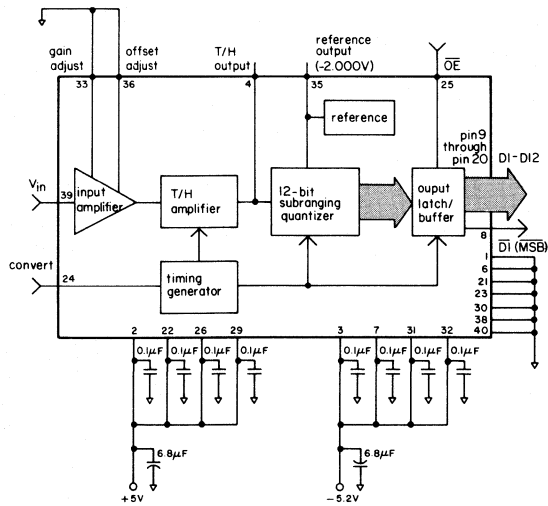 gain
adjust
33
offset
adjust
36
T/H
output
4
reference
output
(-2.000V)
35
OE
25
reference
pin 9
through
pin 20
D1-D12
Vin
39
input
amplifier
T/H
amplifier
12-bit
subranging
quantizer
ouput
latch/
buffer
8
D1 (MSB)
convert
24
timing
generator
1
6
21
23
30
38
40
2
22
26
29
3
7
31
32
0.1µF
0.1µF
0.1µF
0.1µF
0.1µF
0.1µF
0.1µF
0.1µF
6.8µF
6.8µF
+5V
-5.2V